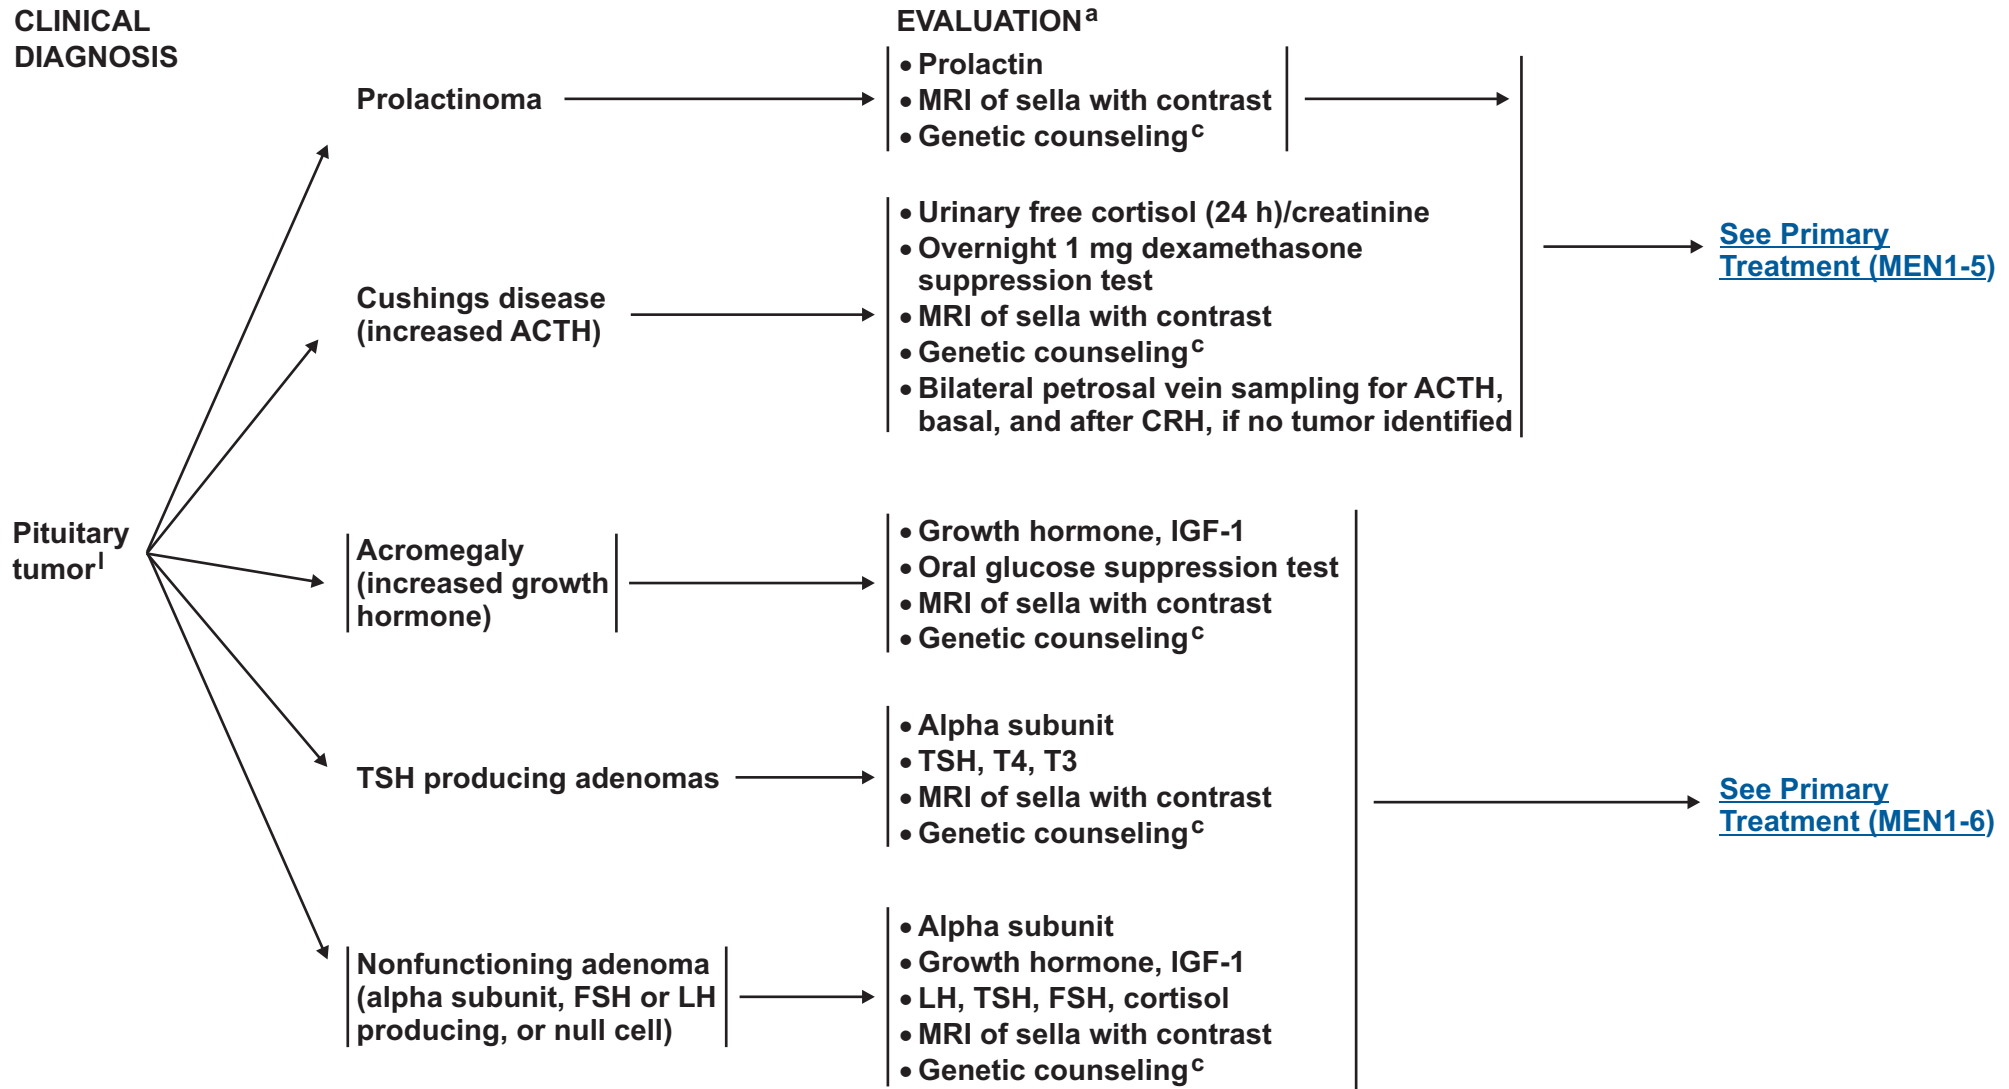 CLINICAL
DIAGNOSIS
EVALUATIONᵃ
Prolactinoma
• Prolactin
• MRI of sella with contrast
• Genetic counselingᶜ
Cushings disease
(increased ACTH)
• Urinary free cortisol (24 h)/creatinine
• Overnight 1 mg dexamethasone
suppression test
• MRI of sella with contrast
• Genetic counselingᶜ
• Bilateral petrosal vein sampling for ACTH,
basal, and after CRH, if no tumor identified
See Primary
Treatment (MEN1-5)
Pituitary
tumorˡ
Acromegaly
(increased growth
hormone)
• Growth hormone, IGF-1
• Oral glucose suppression test
• MRI of sella with contrast
• Genetic counselingᶜ
TSH producing adenomas
• Alpha subunit
• TSH, T4, T3
• MRI of sella with contrast
• Genetic counselingᶜ
See Primary
Treatment (MEN1-6)
Nonfunctioning adenoma
(alpha subunit, FSH or LH
producing, or null cell)
• Alpha subunit
• Growth hormone, IGF-1
• LH, TSH, FSH, cortisol
• MRI of sella with contrast
• Genetic counselingᶜ